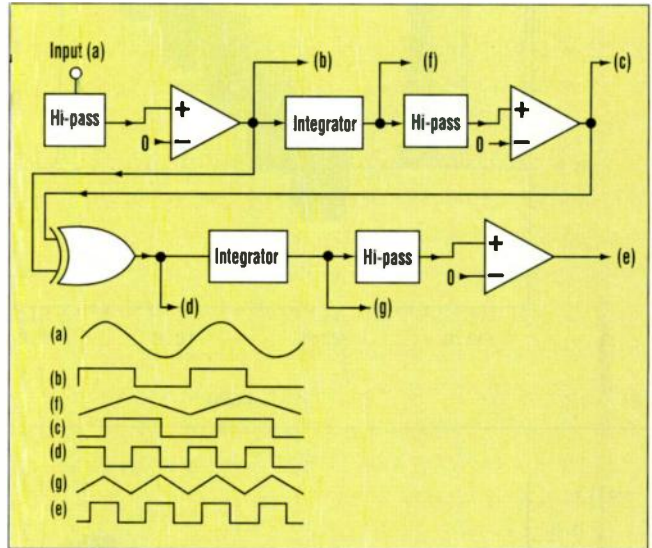 Input (a)
(b)
(f)
(c)
Hi-pass
+
0 −
Integrator
Hi-pass
+
0 −
Integrator
Hi-pass
+
0 −
(e)
(d)
(g)
(a)
(b)
(f)
(c)
(d)
(g)
(e)